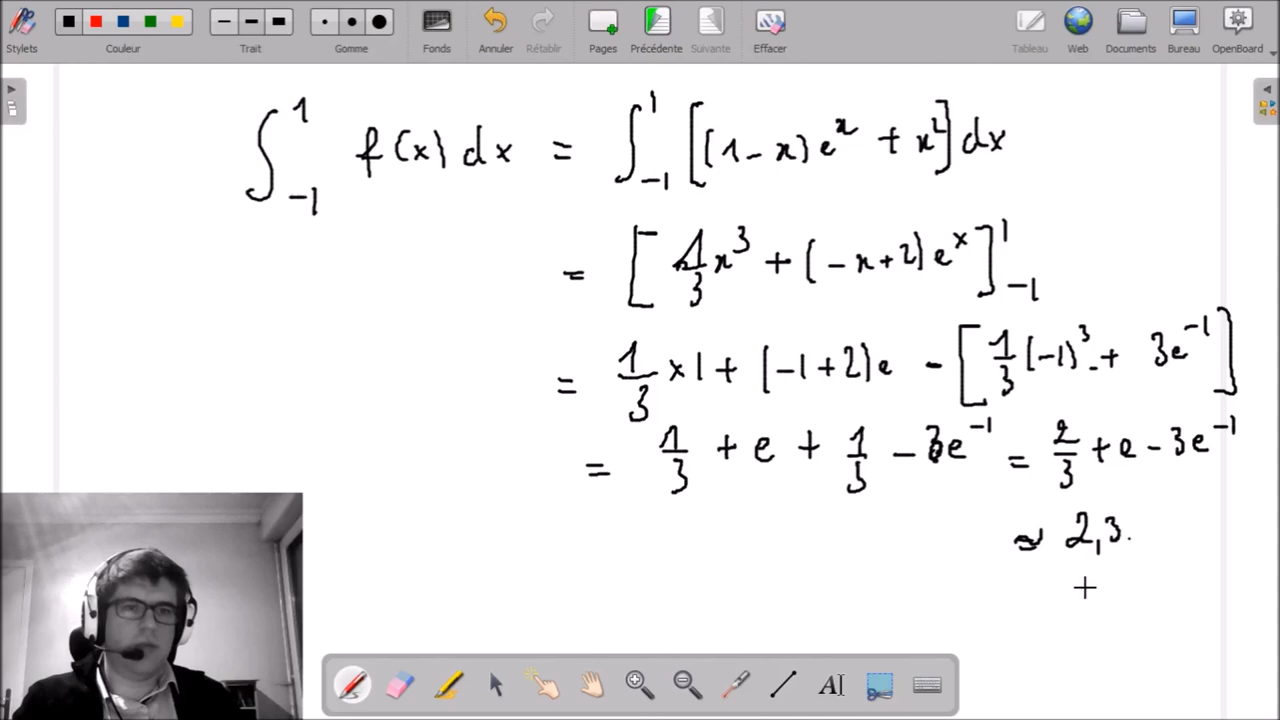 Stylets Couleur Trait Gomme Fonds Annuler Rétablir Pages Précédente Suivante Effacer Tableau Web Documents Bureau OpenBoard
∫_{-1}^{1} f(x) dx = ∫_{-1}^{1} [(1-x)e^x + x²] dx
= [1/3 x³ + (-x+2)e^x]_{-1}^{1}
= 1/3 × 1 + (-1+2)e - [1/3 (-1)³ + 3e^{-1}]
= 1/3 + e + 1/3 - 3e^{-1} = 2/3 + e - 3e^{-1}
≈ 2,3.
AI